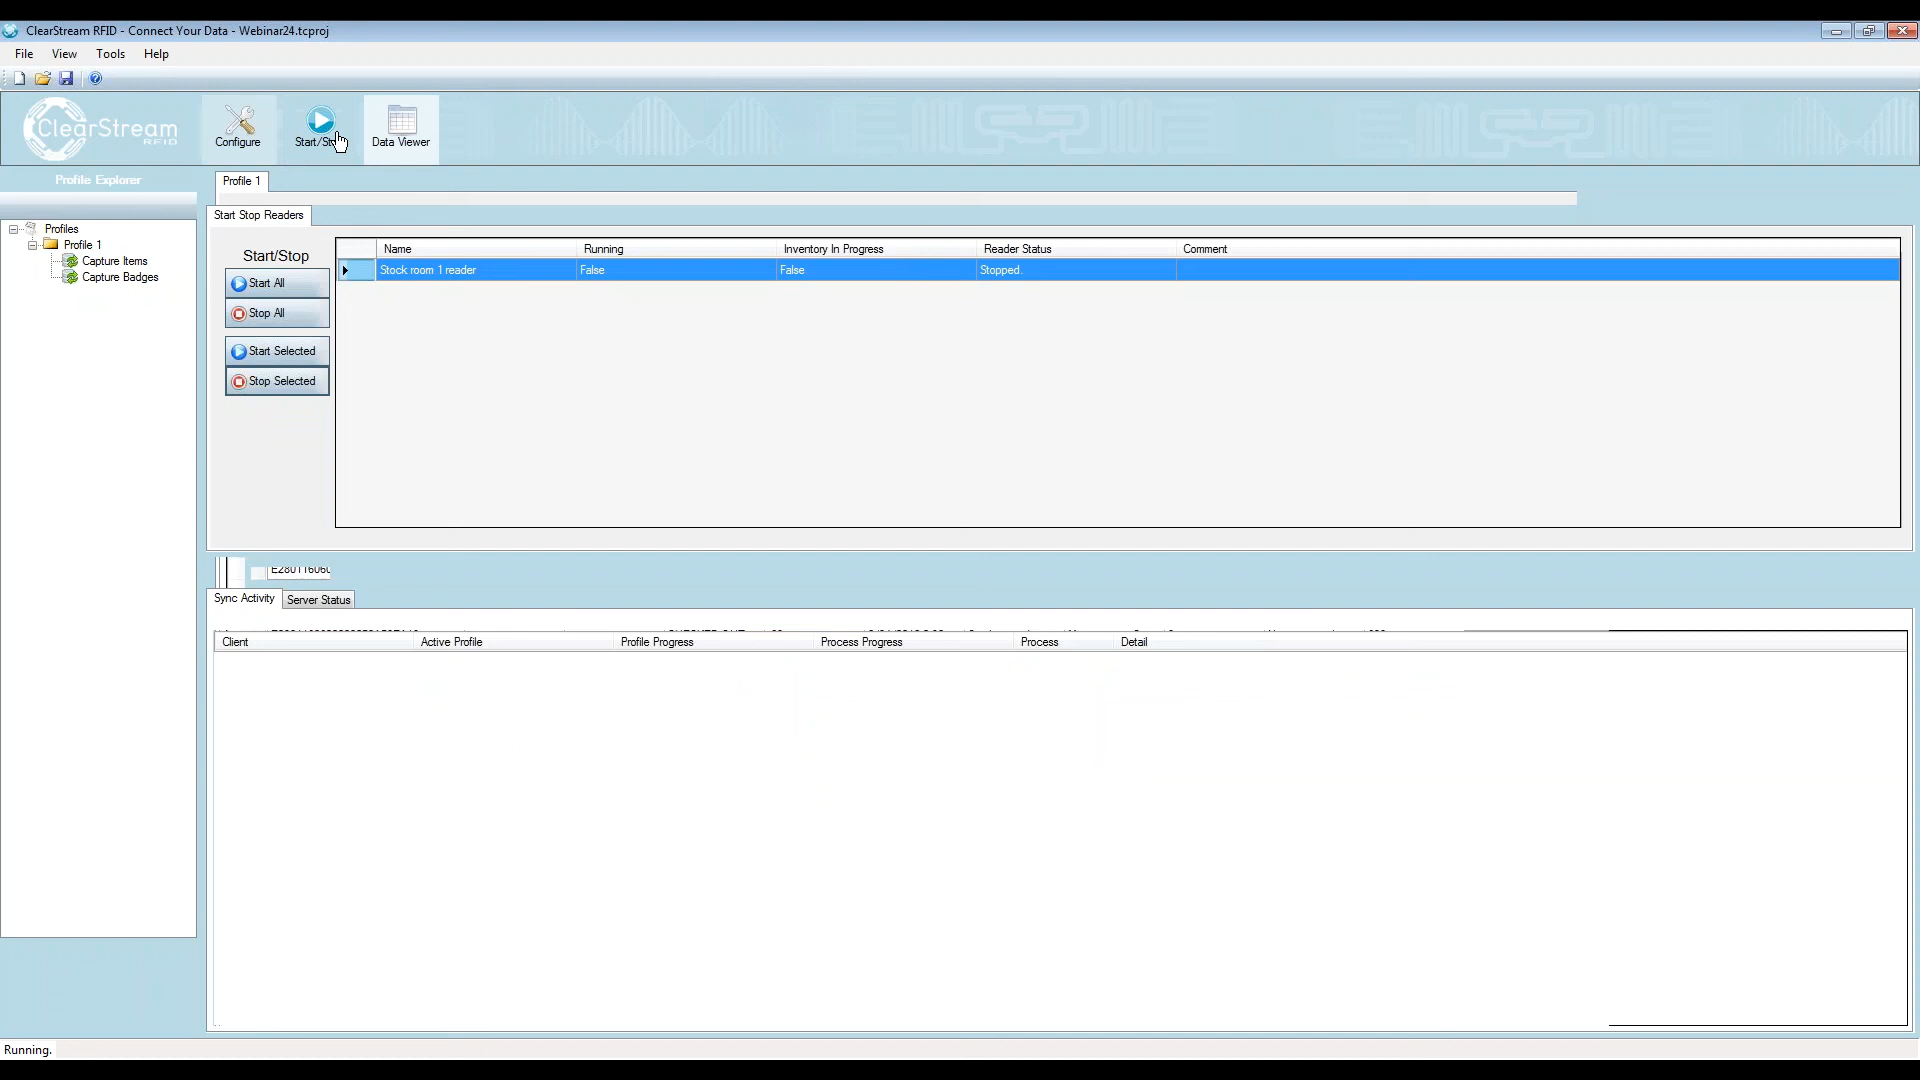 ClearStream RFID - Connect Your Data - Webinar24.tcproj
File View Tools Help
ClearStream
RFID
Configure
Data Viewer
Profile Explorer
Profile 1
Profiles
Profile 1
Capture Items
Capture Badges
Start Stop Readers
Start/Stop
Start All
Stop All
Start Selected
Stop Selected
Name Running Inventory In Progress Reader Status Comment
Stock room 1 reader False False Stopped.
Sync Activity Server Status
Client Active Profile Profile Progress Process Progress Process Detail
Running.